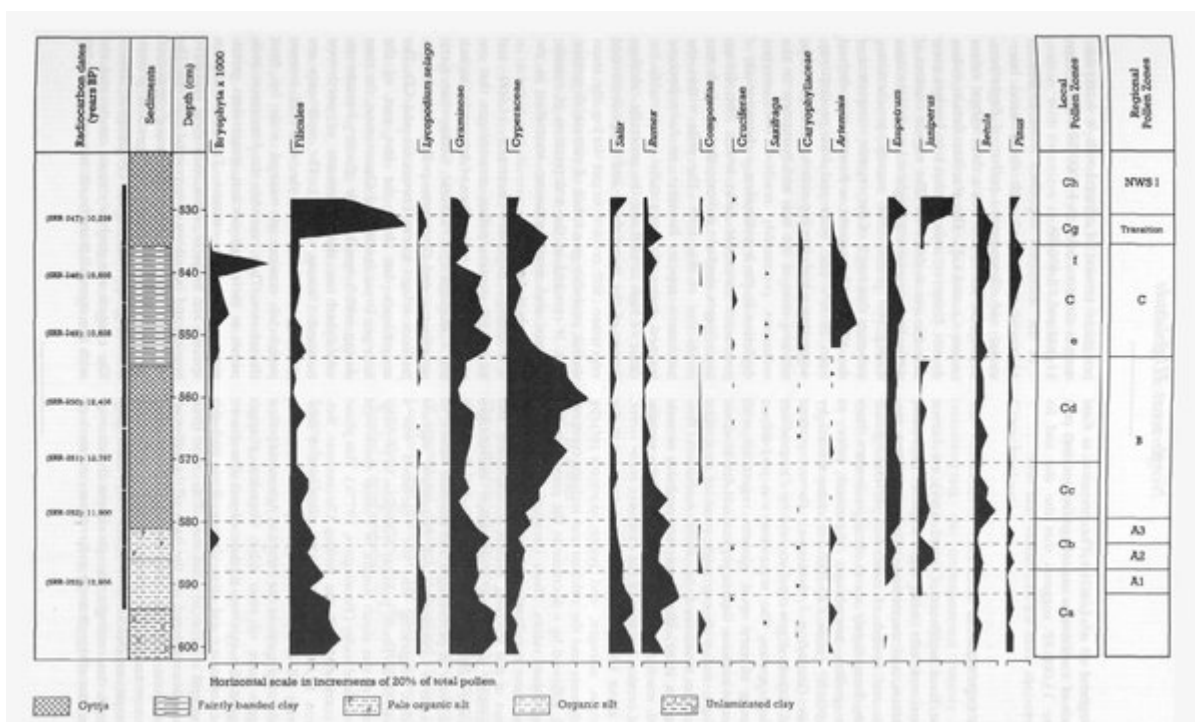 Radiocarbon dates
(years BP)
Sediments
Depth (cm)
Bryophyta x 1000
Filicales
Lycopodium selago
Gramineae
Cyperaceae
Salix
Rumex
Compositae
Cruciferae
Saxifraga
Caryophyllaceae
Artemisia
Empetrum
Juniperus
Betula
Pinus
Local
Pollen Zones
Regional
Pollen Zones
530
540
550
560
570
580
590
600
Ch
Cg
f
C
e
Cd
Cc
Cb
Ca
NWS 1
Transition
C
B
A3
A2
A1
Horizontal scale in increments of 20% of total pollen
Gyttja
Faintly banded clay
Pale organic silt
Organic silt
Unlaminated clay